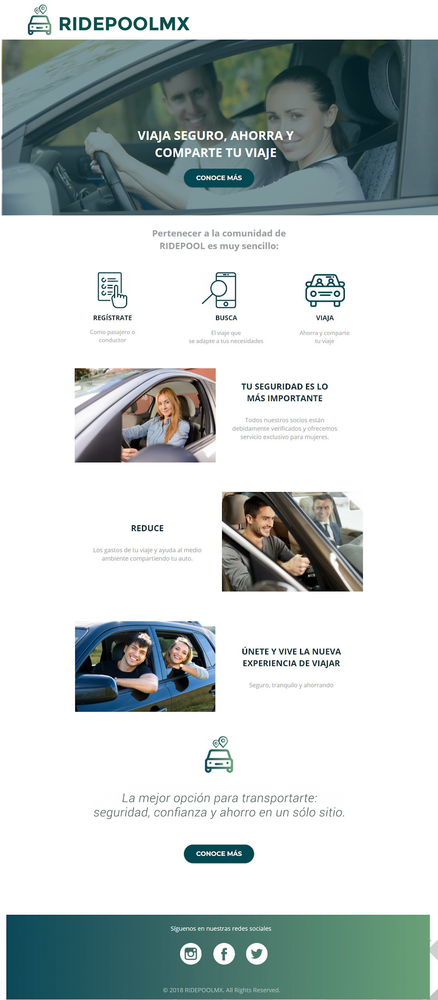 RIDEPOOLMX
VIAJA SEGURO, AHORRA Y
COMPARTE TU VIAJE
CONOCE MÁS
Pertenecer a la comunidad de
RIDEPOOL es muy sencillo:
REGÍSTRATE
Como pasajero o
conductor
BUSCA
El viaje que
se adapte a tus necesidades
VIAJA
Ahorra y comparte
tu viaje
TU SEGURIDAD ES LO
MÁS IMPORTANTE
Todos nuestros socios están
debidamente verificados y ofrecemos
servicio exclusivo para mujeres.
REDUCE
Los gastos de tu viaje y ayuda al medio
ambiente compartiendo tu auto.
ÚNETE Y VIVE LA NUEVA
EXPERIENCIA DE VIAJAR
Seguro, tranquilo y ahorrando
La mejor opción para transportarte:
seguridad, confianza y ahorro en un sólo sitio.
CONOCE MÁS
Síguenos en nuestras redes sociales
© 2018 RIDEPOOLMX. All Rights Reserved.